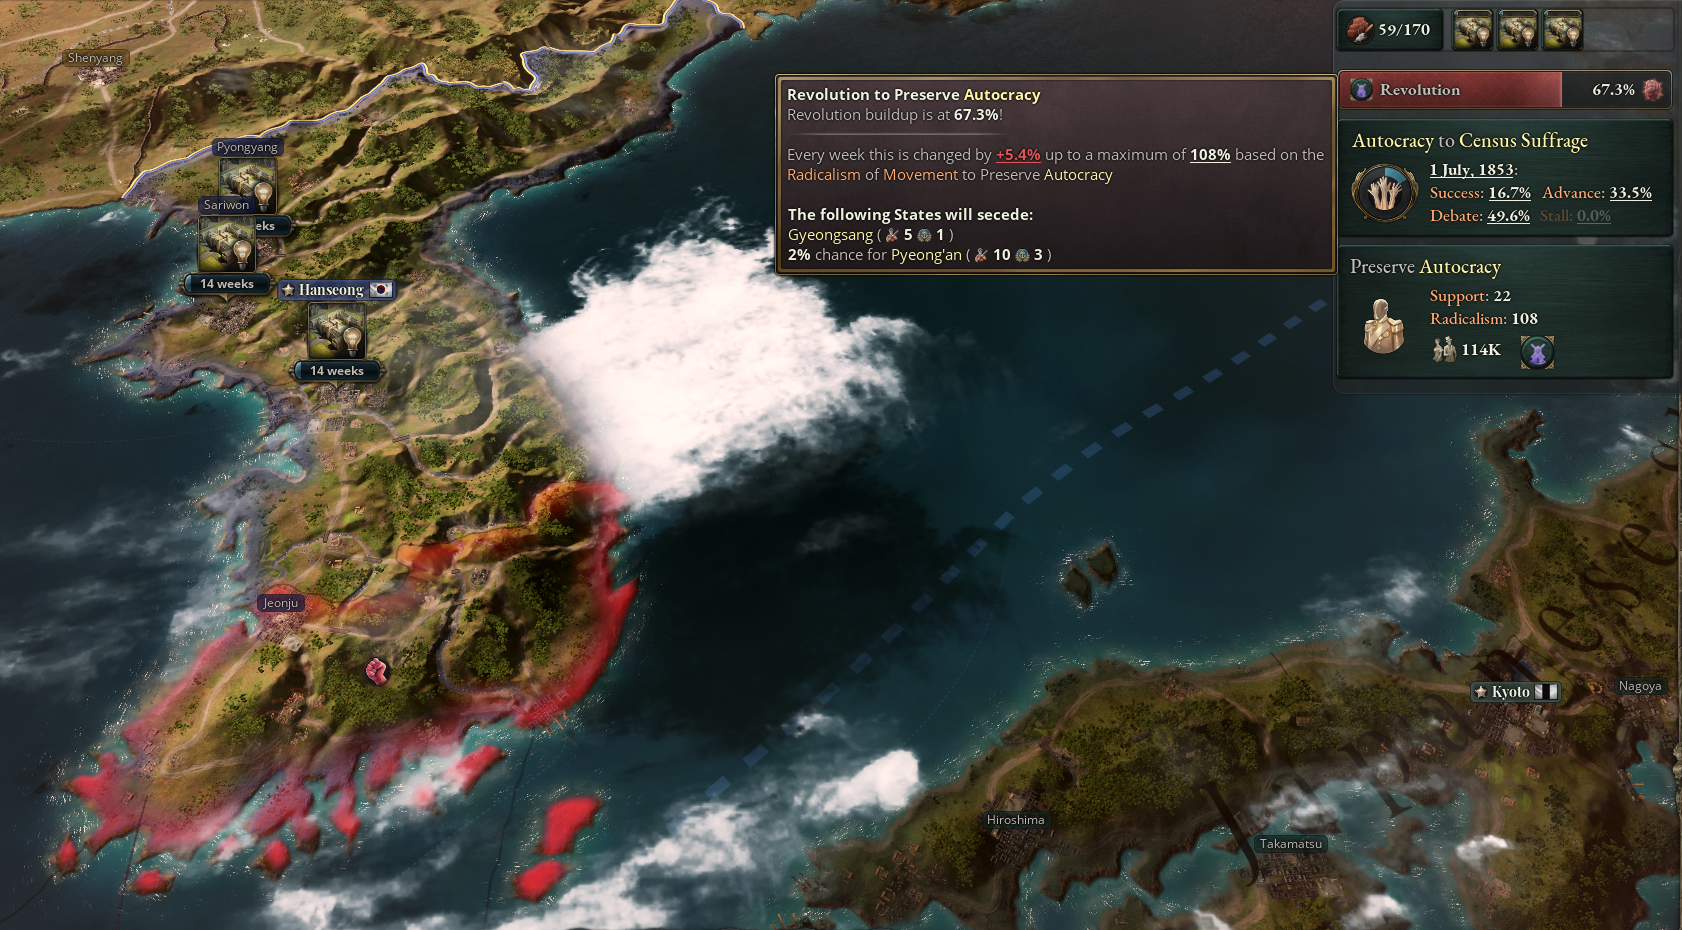 Shenyang
Pyongyang
Sariwon
eks
14 weeks
Hanseong
14 weeks
Jeonju
Revolution to Preserve Autocracy
Revolution buildup is at 67.3%!
Every week this is changed by +5.4% up to a maximum of 108% based on the
Radicalism of Movement to Preserve Autocracy
The following States will secede:
Gyeongsang ( 5 1 )
2% chance for Pyeong'an ( 10 3 )
59/170
Revolution 67.3%
Autocracy to Census Suffrage
1 July, 1853:
Success: 16.7% Advance: 33.5%
Debate: 49.6% Stall: 0.0%
Preserve Autocracy
Support: 22
Radicalism: 108
114K
Kyoto
Nagoya
Hiroshima
Takamatsu